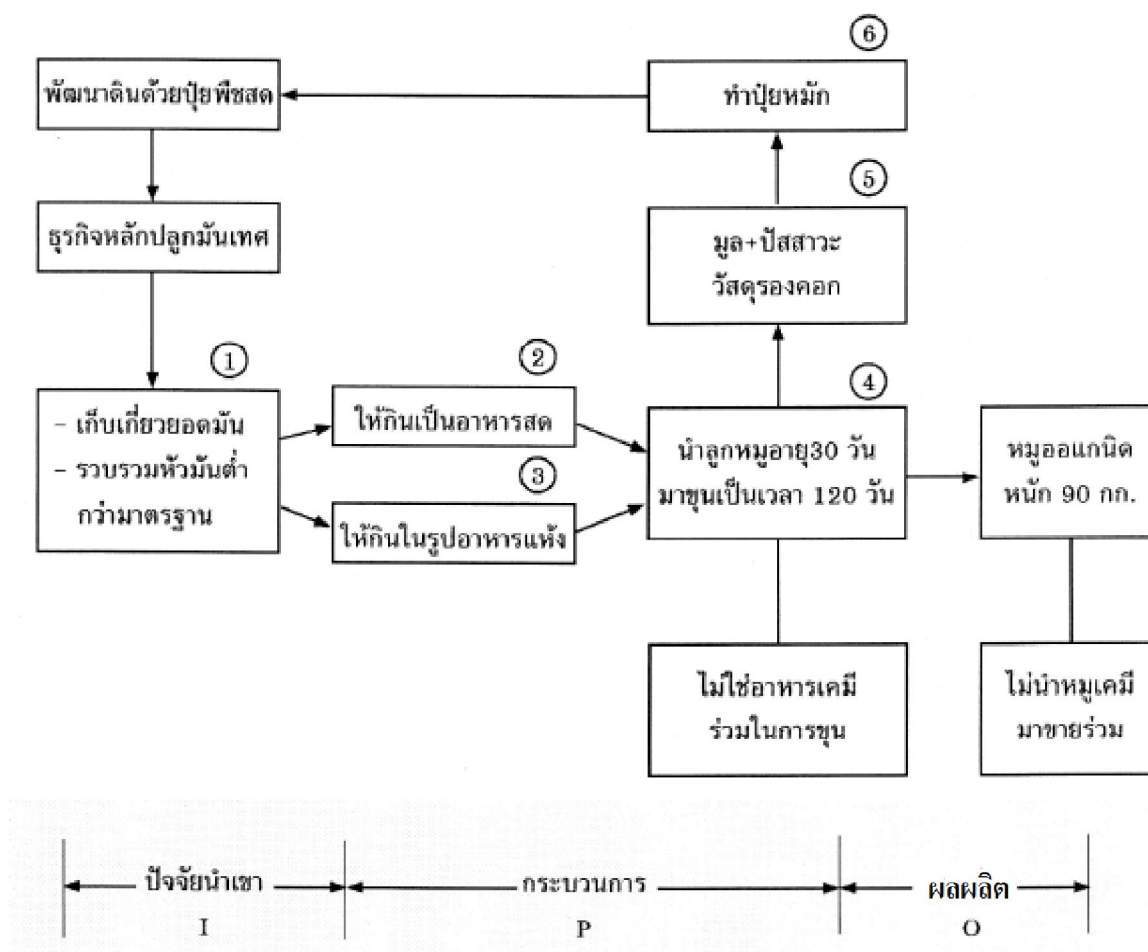 ⑥
พัฒนาดินด้วยปุ๋ยพืชสด
ทำปุ๋ยหมัก
⑤
ธุรกิจหลักปลูกมันเทศ
มูล+ปัสสาวะ
วัสดุรองคอก
①
②
④
- เก็บเกี่ยวยอดมัน
- รวบรวมหัวมันต่ำ
กว่ามาตรฐาน
ให้กินเป็นอาหารสด
③
ให้กินในรูปอาหารแห้ง
นำลูกหมูอายุ30 วัน
มาขุนเป็นเวลา 120 วัน
หมูออแกนิด
หนัก 90 กก.
ไม่ใช่อาหารเคมี
ร่วมในการขุน
ไม่นำหมูเคมี
มาขายร่วม
ปัจจัยนำเขา
กระบวนการ
ผลผลิต
I
P
O